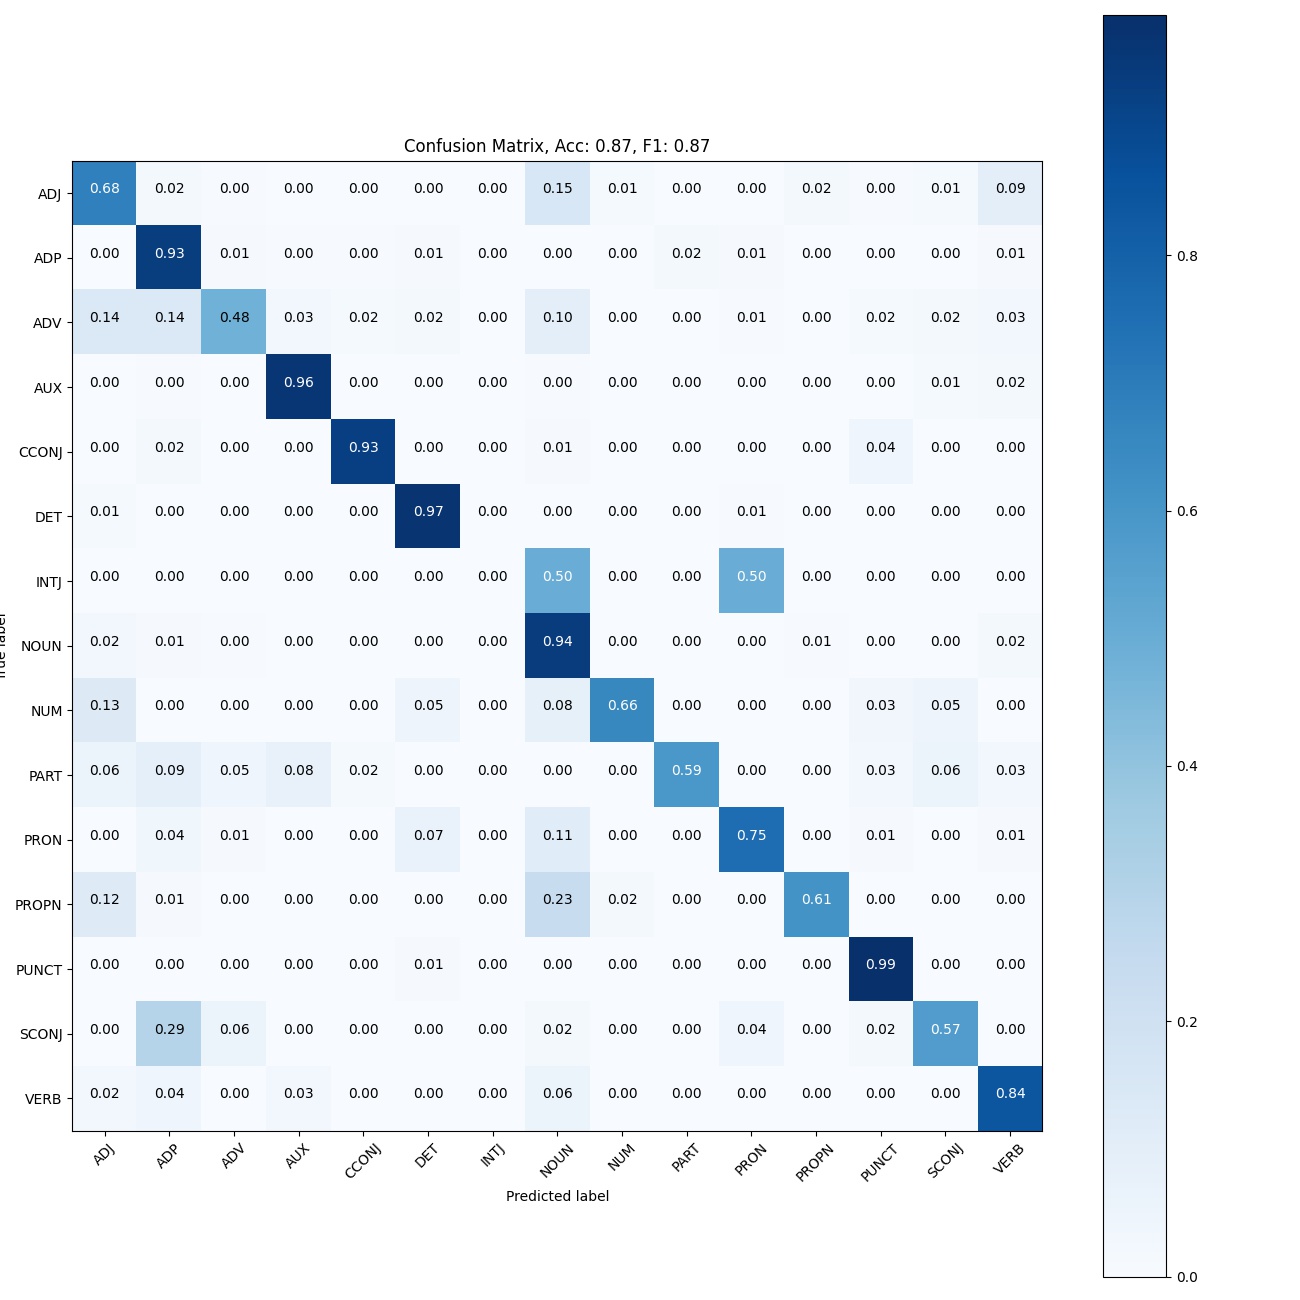 Confusion Matrix, Acc: 0.87, F1: 0.87
ADJ 0.68 0.02 0.00 0.00 0.00 0.00 0.00 0.15 0.01 0.00 0.00 0.02 0.00 0.01 0.09
ADP 0.00 0.93 0.01 0.00 0.00 0.01 0.00 0.00 0.00 0.02 0.01 0.00 0.00 0.00 0.01
ADV 0.14 0.14 0.48 0.03 0.02 0.02 0.00 0.10 0.00 0.00 0.01 0.00 0.02 0.02 0.03
AUX 0.00 0.00 0.00 0.96 0.00 0.00 0.00 0.00 0.00 0.00 0.00 0.00 0.00 0.01 0.02
CCONJ 0.00 0.02 0.00 0.00 0.93 0.00 0.00 0.01 0.00 0.00 0.00 0.00 0.04 0.00 0.00
DET 0.01 0.00 0.00 0.00 0.00 0.97 0.00 0.00 0.00 0.00 0.01 0.00 0.00 0.00 0.00
INTJ 0.00 0.00 0.00 0.00 0.00 0.00 0.00 0.50 0.00 0.00 0.50 0.00 0.00 0.00 0.00
NOUN 0.02 0.01 0.00 0.00 0.00 0.00 0.00 0.94 0.00 0.00 0.00 0.01 0.00 0.00 0.02
NUM 0.13 0.00 0.00 0.00 0.00 0.05 0.00 0.08 0.66 0.00 0.00 0.00 0.03 0.05 0.00
PART 0.06 0.09 0.05 0.08 0.02 0.00 0.00 0.00 0.00 0.59 0.00 0.00 0.03 0.06 0.03
PRON 0.00 0.04 0.01 0.00 0.00 0.07 0.00 0.11 0.00 0.00 0.75 0.00 0.01 0.00 0.01
PROPN 0.12 0.01 0.00 0.00 0.00 0.00 0.00 0.23 0.02 0.00 0.00 0.61 0.00 0.00 0.00
PUNCT 0.00 0.00 0.00 0.00 0.00 0.01 0.00 0.00 0.00 0.00 0.00 0.00 0.99 0.00 0.00
SCONJ 0.00 0.29 0.06 0.00 0.00 0.00 0.00 0.02 0.00 0.00 0.04 0.00 0.02 0.57 0.00
VERB 0.02 0.04 0.00 0.03 0.00 0.00 0.00 0.06 0.00 0.00 0.00 0.00 0.00 0.00 0.84
ADJ ADP ADV AUX CCONJ DET INTJ NOUN NUM PART PRON PROPN PUNCT SCONJ VERB
Predicted label
0.8
0.6
0.4
0.2
0.0